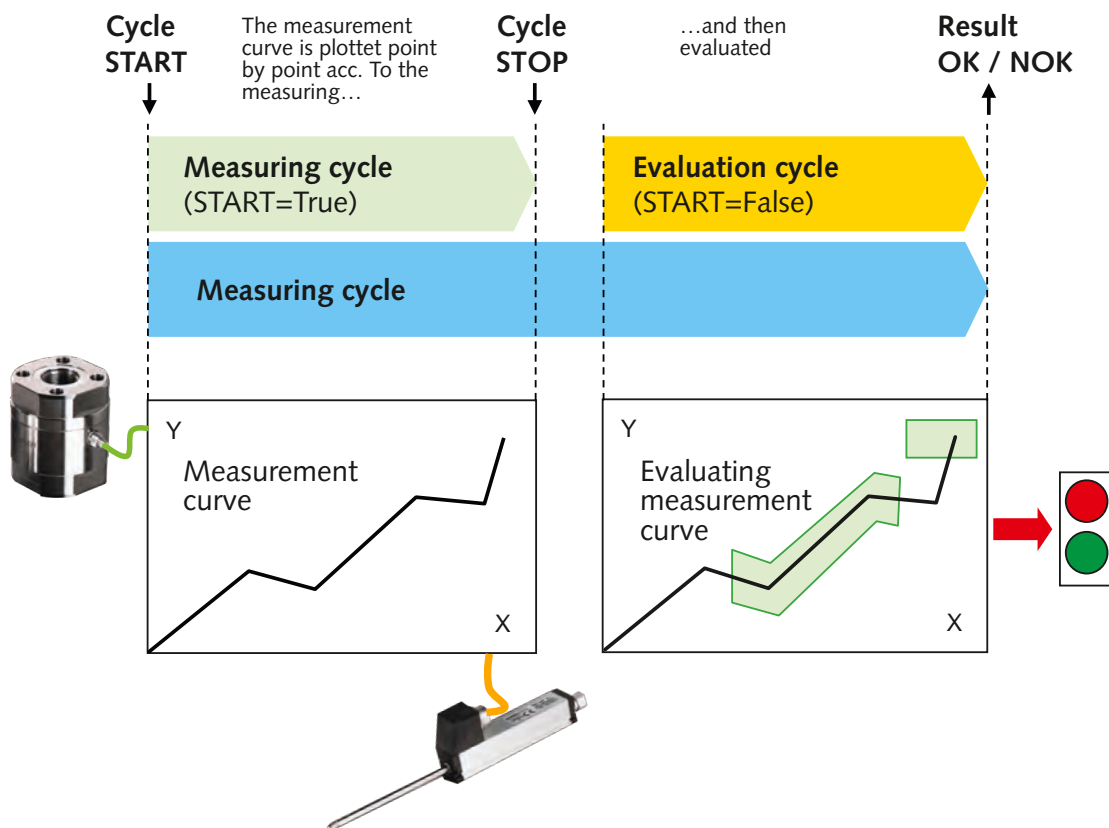 Cycle
START
The measurement
curve is plottet point
by point acc. To the
measuring…
Cycle
STOP
…and then
evaluated
Result
OK / NOK
Measuring cycle
(START=True)
Evaluation cycle
(START=False)
Measuring cycle
Y
Measurement
curve
X
Y
Evaluating
measurement
curve
X